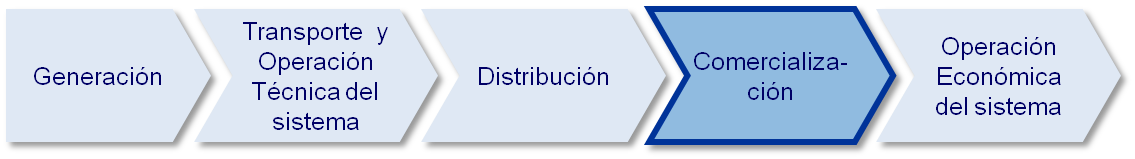 Generación
Transporte y
Operación
Técnica del
sistema
Distribución
Comercializa-
ción
Operación
Económica
del sistema